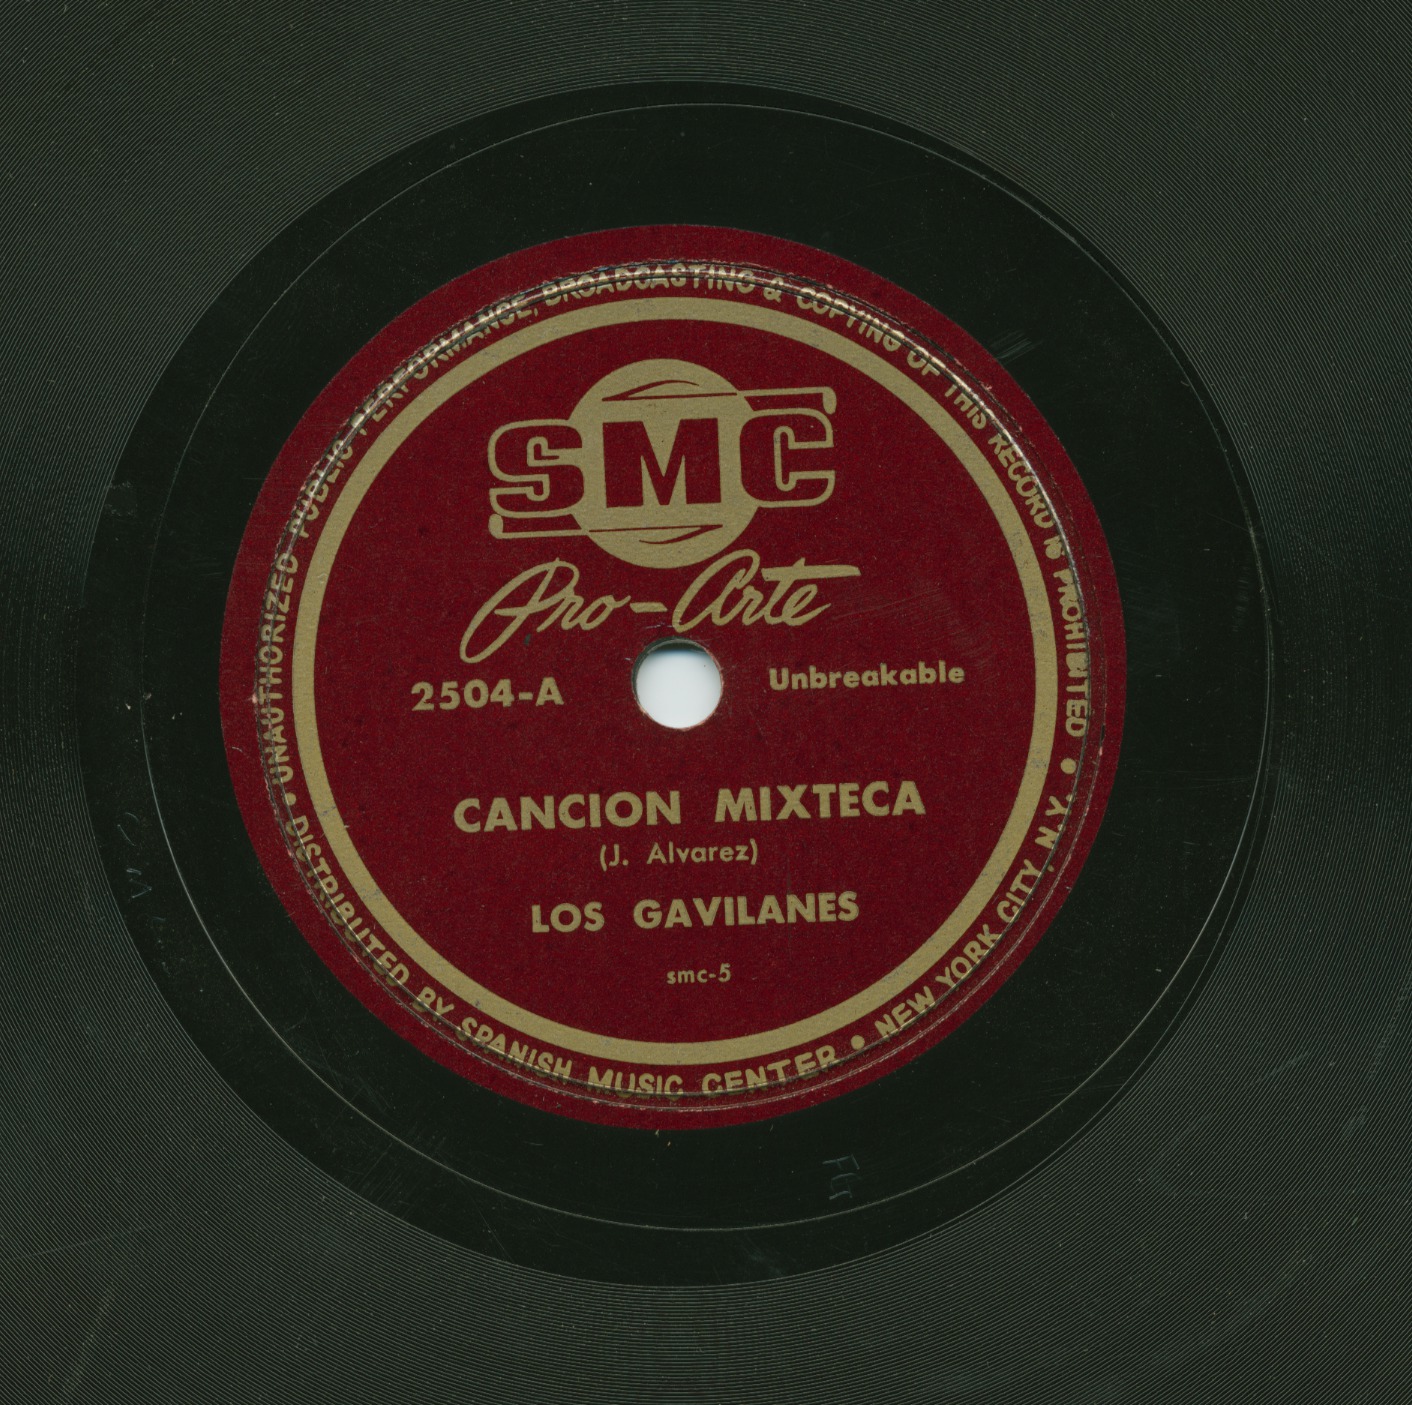 UNAUTHORIZED PUBLIC PERFORMANCE, BROADCASTING & COPYING OF THIS RECORD IS PROHIBITED •
SMC
Pro-Arte
2504-A
Unbreakable
CANCION MIXTECA
(J. Alvarez)
LOS GAVILANES
smc-5
• DISTRIBUTED BY SPANISH MUSIC CENTER • NEW YORK CITY, N.Y.